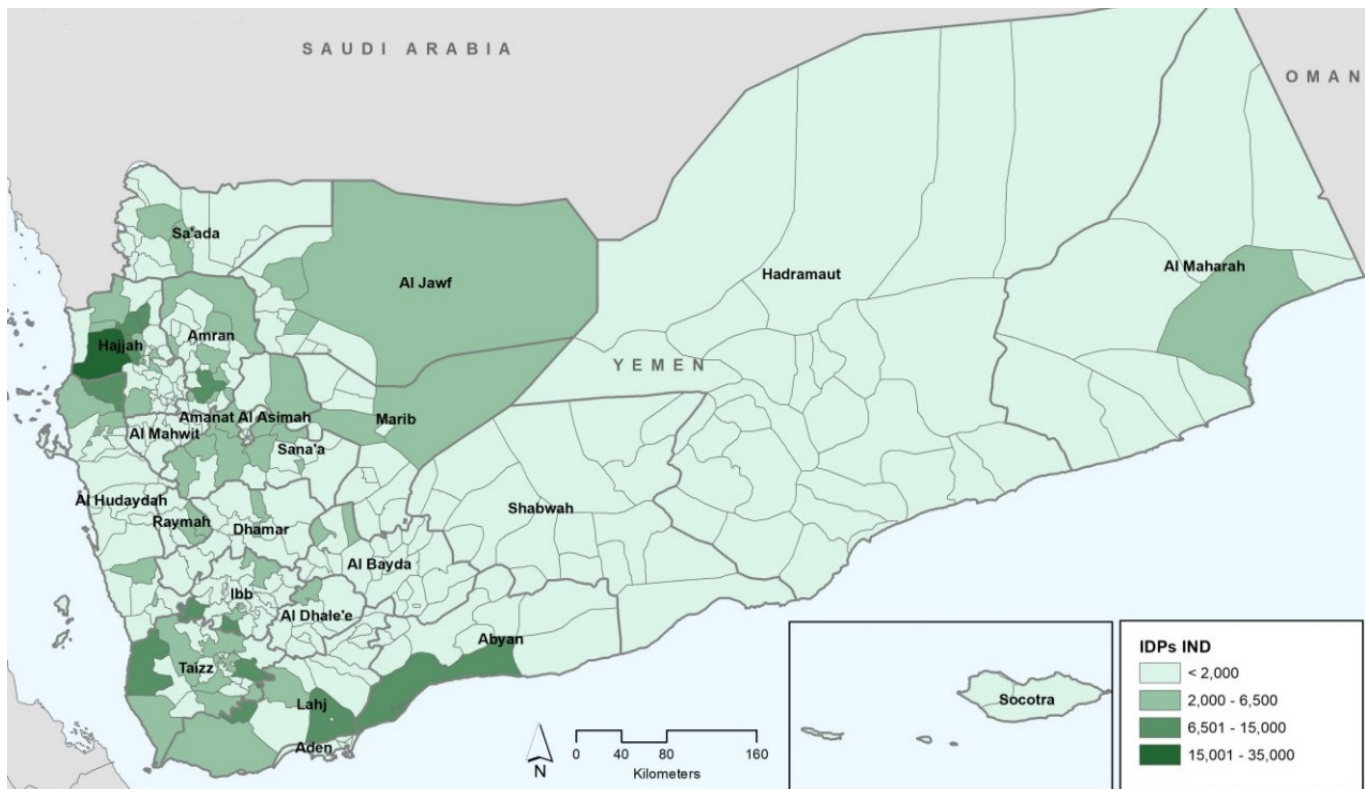 SAUDI ARABIA
OMAN
Sa'ada
Al Jawf
Hadramaut
Al Maharah
Hajjah
Amran
YEMEN
Amanat Al Asimah
Marib
Al Mahwit
Sana'a
Al Hudaydah
Raymah
Dhamar
Shabwah
Al Bayda
Ibb
Al Dhale'e
Abyan
Taizz
Lahj
Aden
N
0 40 80 160
Kilometers
Socotra
IDPs IND
< 2,000
2,000 - 6,500
6,501 - 15,000
15,001 - 35,000